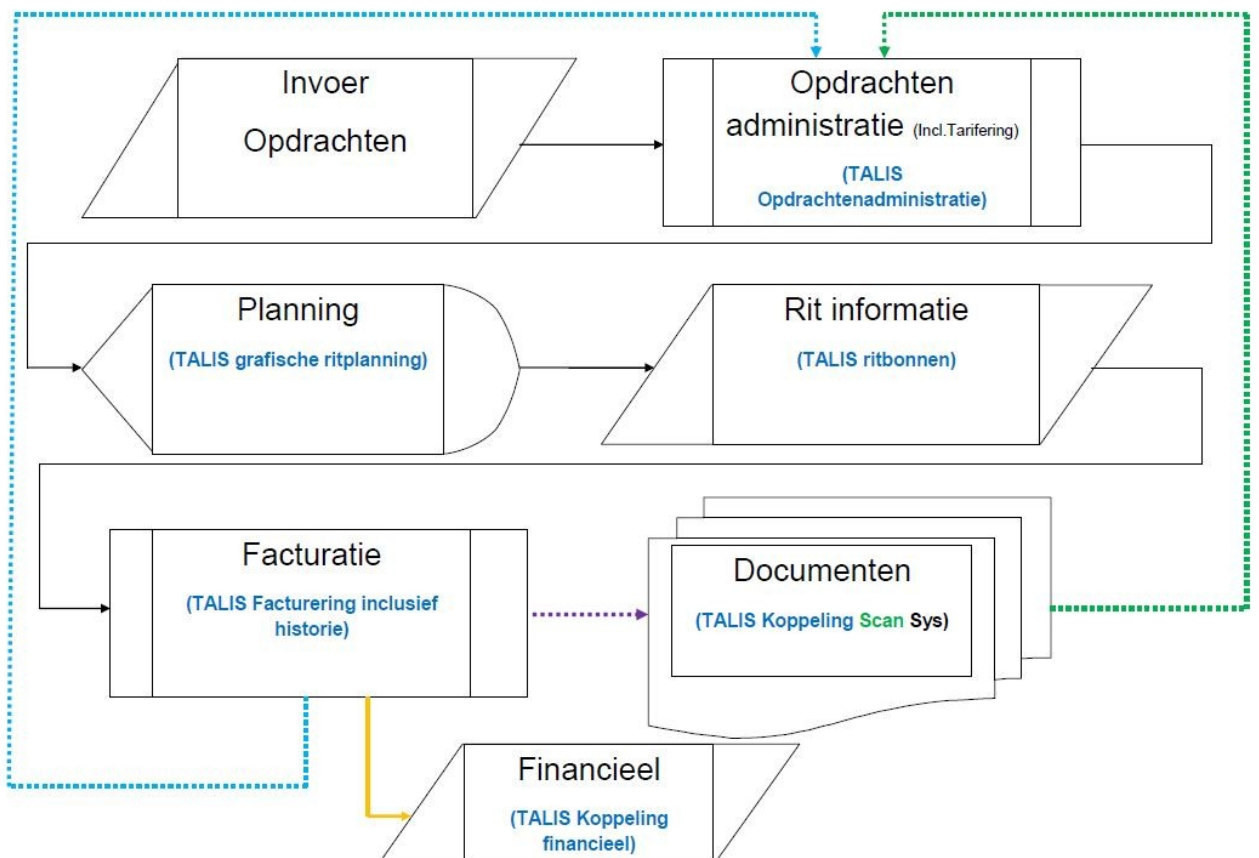 Invoer
Opdrachten
Opdrachten
administratie (Incl.Tarifering)
(TALIS
Opdrachtenadministratie)
Planning
(TALIS grafische ritplanning)
Rit informatie
(TALIS ritbonnen)
Facturatie
(TALIS Facturering inclusief
historie)
Documenten
(TALIS Koppeling Scan Sys)
Financieel
(TALIS Koppeling
financieel)